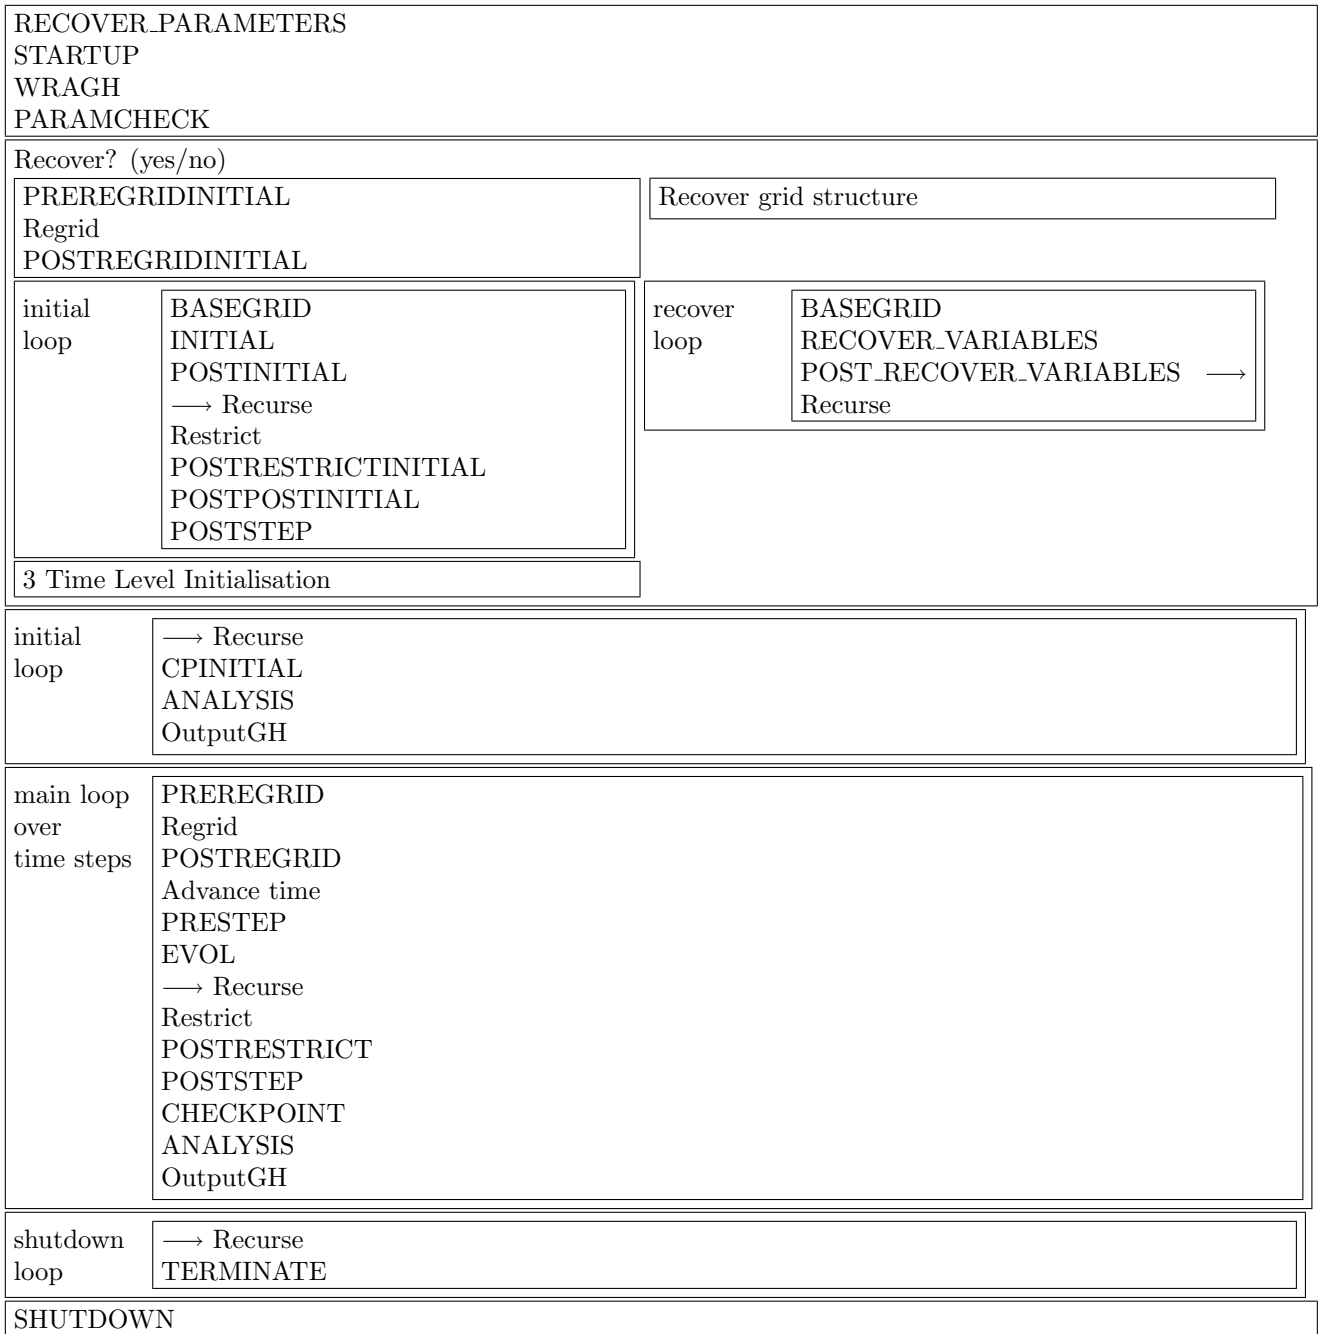 RECOVER_PARAMETERS
STARTUP
WRAGH
PARAMCHECK
Recover? (yes/no)
PREREGRIDINITIAL
Regrid
POSTREGRIDINITIAL
Recover grid structure
initial
loop
BASEGRID
INITIAL
POSTINITIAL
⟶ Recurse
Restrict
POSTRESTRICTINITIAL
POSTPOSTINITIAL
POSTSTEP
recover
loop
BASEGRID
RECOVER_VARIABLES
POST_RECOVER_VARIABLES ⟶
Recurse
3 Time Level Initialisation
initial
loop
⟶ Recurse
CPINITIAL
ANALYSIS
OutputGH
main loop
over
time steps
PREREGRID
Regrid
POSTREGRID
Advance time
PRESTEP
EVOL
⟶ Recurse
Restrict
POSTRESTRICT
POSTSTEP
CHECKPOINT
ANALYSIS
OutputGH
shutdown
loop
⟶ Recurse
TERMINATE
SHUTDOWN